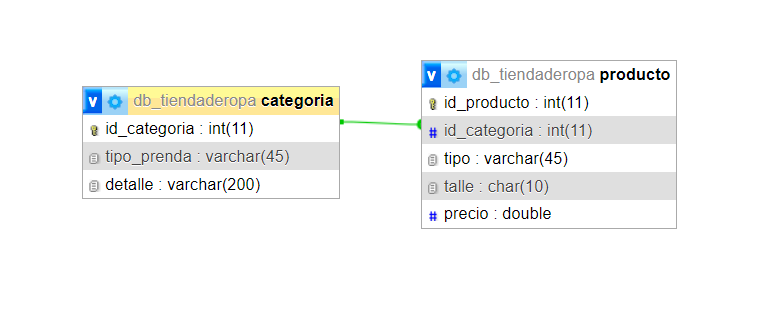 v db_tiendaderopa categoria
id_categoria : int(11)
tipo_prenda : varchar(45)
detalle : varchar(200)
v db_tiendaderopa producto
id_producto : int(11)
# id_categoria : int(11)
tipo : varchar(45)
talle : char(10)
# precio : double